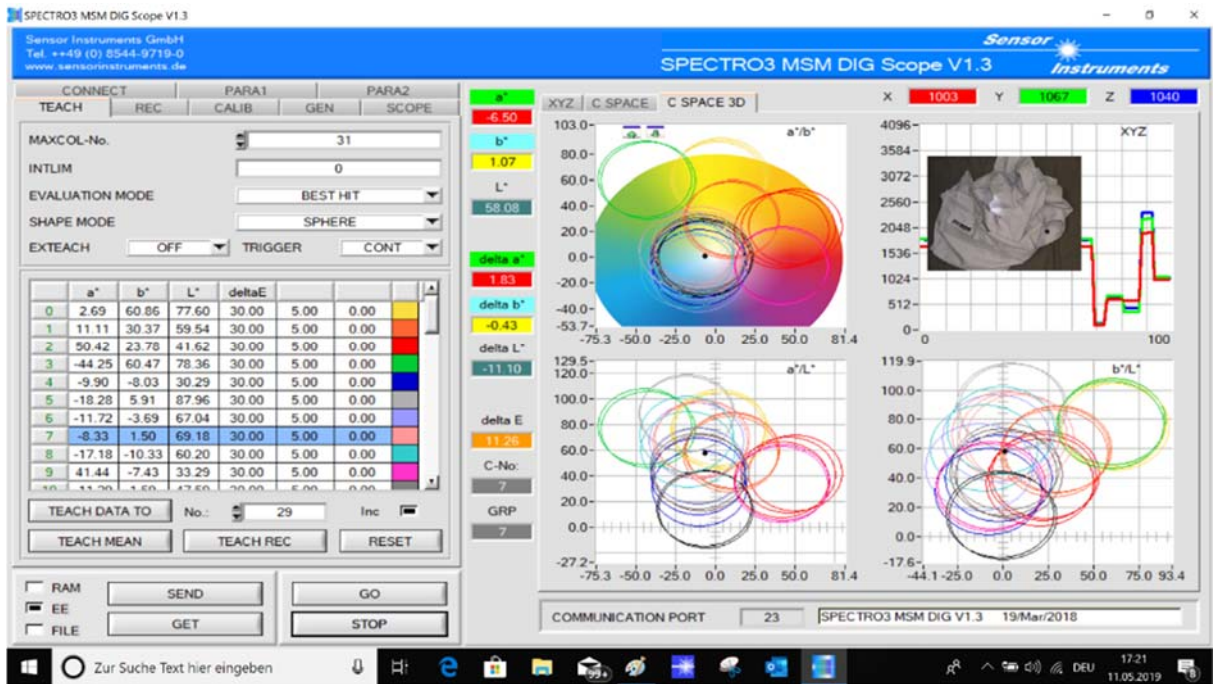 SPECTRO3 MSM DIG Scope V1.3
Sensor Instruments GmbH
Tel. ++49 (0) 8544-9719-0
www.sensorinstruments.de
Sensor
Instruments
SPECTRO3 MSM DIG Scope V1.3
CONNECT PARA1 PARA2
TEACH REC CALIB GEN SCOPE
MAXCOL-No. 31
INTLIM 0
EVALUATION MODE BEST HIT
SHAPE MODE SPHERE
EXTEACH OFF TRIGGER CONT
a* b* L* deltaE
0 2.69 60.86 77.60 30.00 5.00 0.00
1 11.11 30.37 59.54 30.00 5.00 0.00
2 50.42 23.78 41.62 30.00 5.00 0.00
3 -44.25 60.47 78.36 30.00 5.00 0.00
4 -9.90 -8.03 30.29 30.00 5.00 0.00
5 -18.28 5.91 87.96 30.00 5.00 0.00
6 -11.72 -3.69 67.04 30.00 5.00 0.00
7 -8.33 1.50 69.18 30.00 5.00 0.00
8 -17.18 -10.33 60.20 30.00 5.00 0.00
9 41.44 -7.43 33.29 30.00 5.00 0.00
TEACH DATA TO No.: 29 Inc
TEACH MEAN TEACH REC RESET
RAM
EE
FILE
SEND GO
GET STOP
a*
-6.50
b*
1.07
L*
58.08
delta a*
1.83
delta b*
-0.43
delta L*
-11.10
delta E
11.26
C-No:
7
GRP
7
XYZ C SPACE C SPACE 3D
X 1003 Y 1067 Z 1040
a*/b*
103.0-
80.0-
60.0-
40.0-
20.0-
0.0-
-20.0-
-40.0-
-53.7-
-75.3 -50.0 -25.0 0.0 25.0 50.0 81.4
XYZ
4096-
3584-
3072-
2560-
2048-
1536-
1024-
512-
0-
0 100
a*/L*
129.5-
120.0-
100.0-
80.0-
60.0-
40.0-
20.0-
0.0-
-27.2-
-75.3 -50.0 -25.0 0.0 25.0 50.0 81.4
b*/L*
119.9-
100.0-
80.0-
60.0-
40.0-
20.0-
0.0-
-17.6-
-44.1 -25.0 0.0 25.0 50.0 75.0 93.4
COMMUNICATION PORT 23 SPECTRO3 MSM DIG V1.3 19/Mar/2018
Zur Suche Text hier eingeben
99+
DEU
17:21
11.05.2019